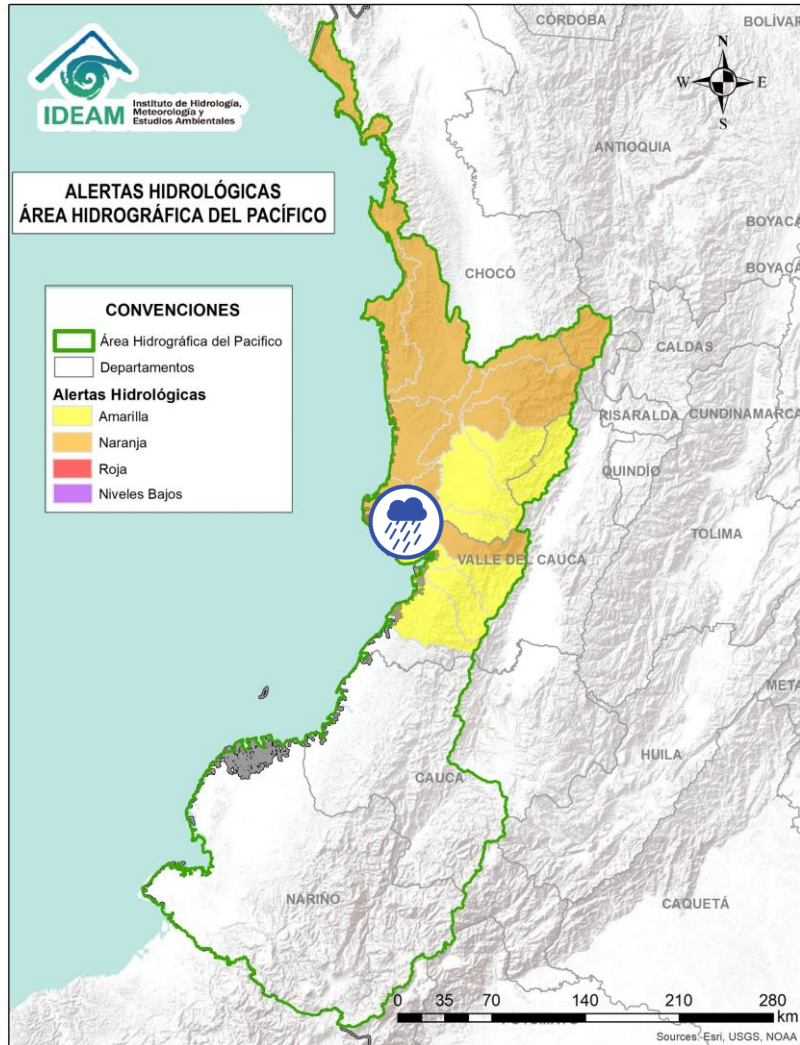 CÓRDOBA
BOLÍVAR
N
W E
S
IDEAM
Instituto de Hidrología,
Meteorología y
Estudios Ambientales
ANTIOQUIA
ALERTAS HIDROLÓGICAS
ÁREA HIDROGRÁFICA DEL PACÍFICO
BOYACÁ
BOYACÁ
CHOCÓ
CONVENCIONES
Área Hidrográfica del Pacifico
Departamentos
Alertas Hidrológicas
Amarilla
Naranja
Roja
Niveles Bajos
CALDAS
RISARALDA
CUNDINAMARCA
QUINDÍO
TOLIMA
VALLE DEL CAUCA
META
HUILA
CAUCA
NARIÑO
CAQUETÁ
0 35 70 140 210 280
km
Sources: Esri, USGS, NOAA